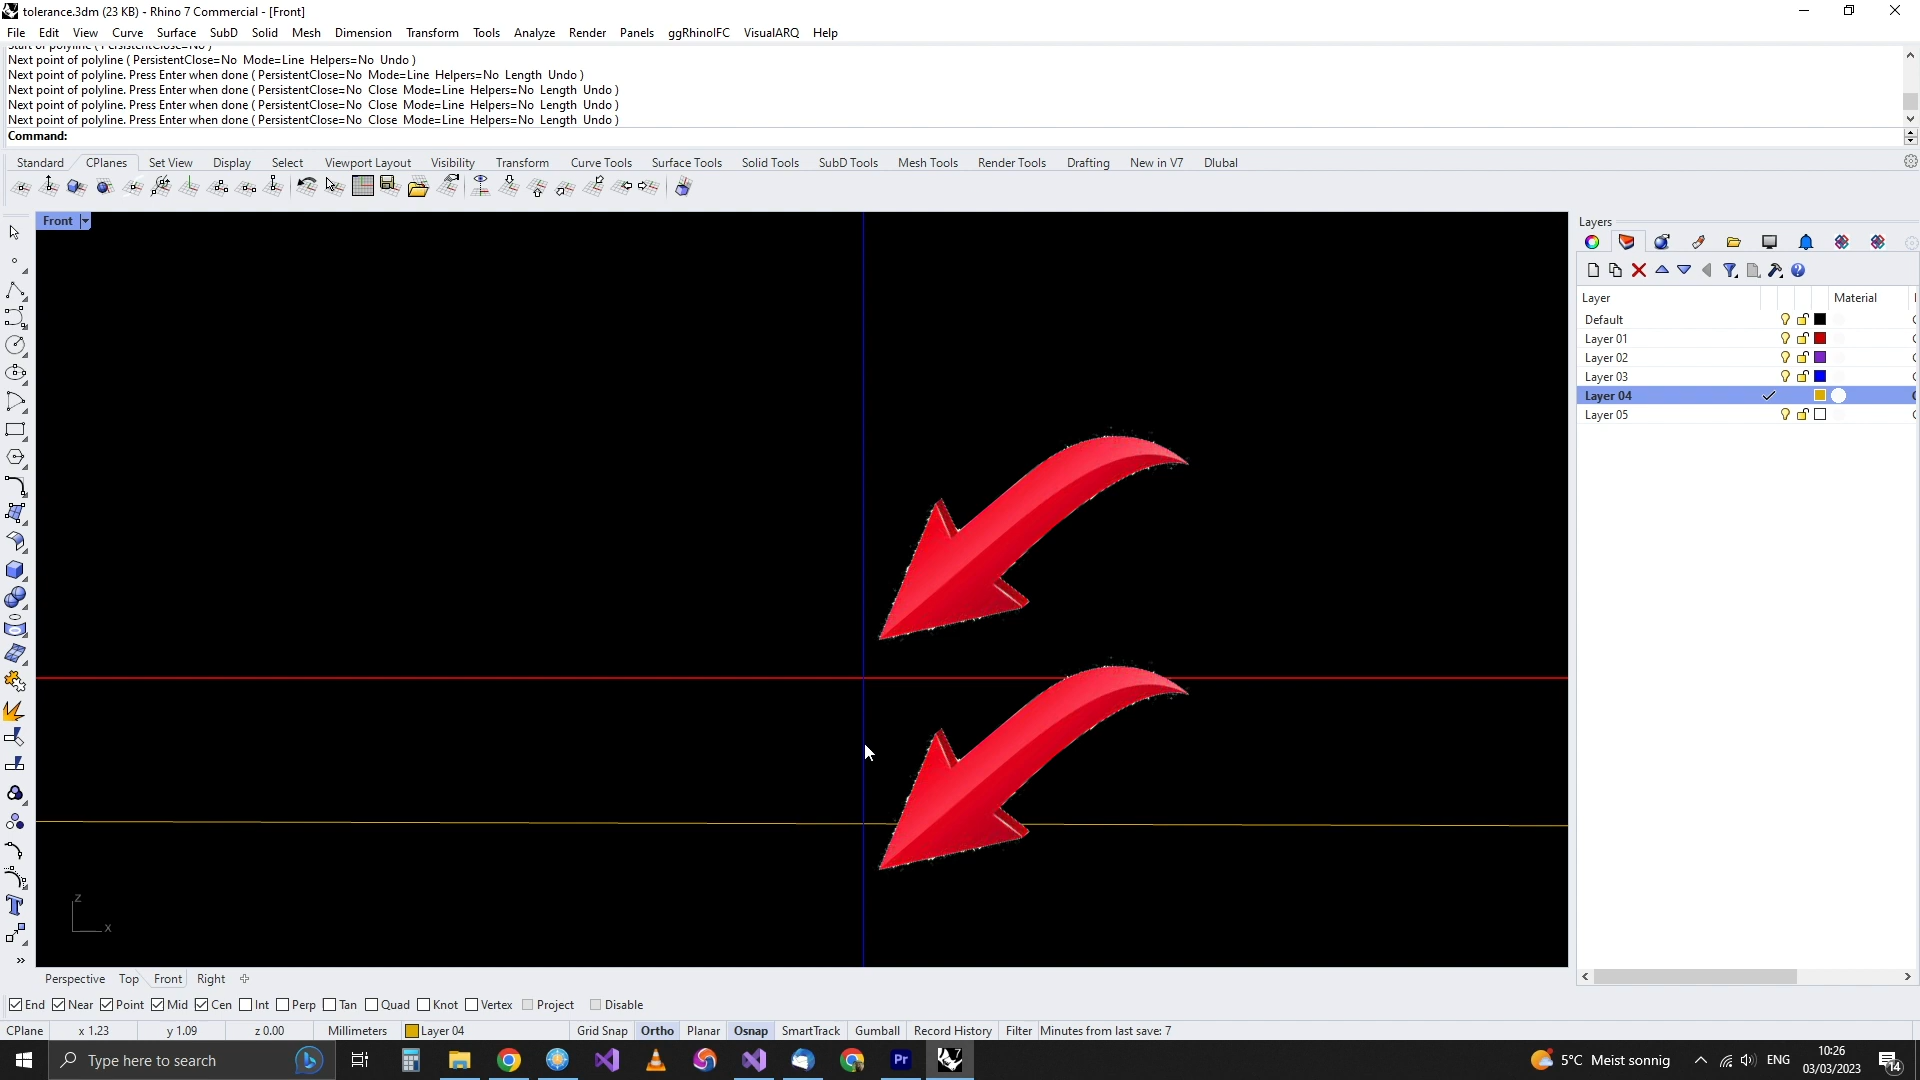 tolerance.3dm (23 KB) - Rhino 7 Commercial - [Front]
File Edit View Curve Surface SubD Solid Mesh Dimension Transform Tools Analyze Render Panels ggRhinoIFC VisualARQ Help
Start of polyline ( PersistentClose=No )
Next point of polyline ( PersistentClose=No Mode=Line Helpers=No Undo )
Next point of polyline. Press Enter when done ( PersistentClose=No Mode=Line Helpers=No Length Undo )
Next point of polyline. Press Enter when done ( PersistentClose=No Close Mode=Line Helpers=No Length Undo )
Next point of polyline. Press Enter when done ( PersistentClose=No Close Mode=Line Helpers=No Length Undo )
Next point of polyline. Press Enter when done ( PersistentClose=No Close Mode=Line Helpers=No Length Undo )
Command:
Standard CPlanes Set View Display Select Viewport Layout Visibility Transform Curve Tools Surface Tools Solid Tools SubD Tools Mesh Tools Render Tools Drafting New in V7 Dlubal
Front
Layers
Layer Material
Default
Layer 01
Layer 02
Layer 03
Layer 04
Layer 05
z
x
Perspective Top Front Right
End Near Point Mid Cen Int Perp Tan Quad Knot Vertex Project Disable
CPlane x 1.23 y 1.09 z 0.00 Millimeters Layer 04 Grid Snap Ortho Planar Osnap SmartTrack Gumball Record History Filter Minutes from last save: 7
Type here to search
Pr
5°C Meist sonnig
ENG
10:26
03/03/2023
14